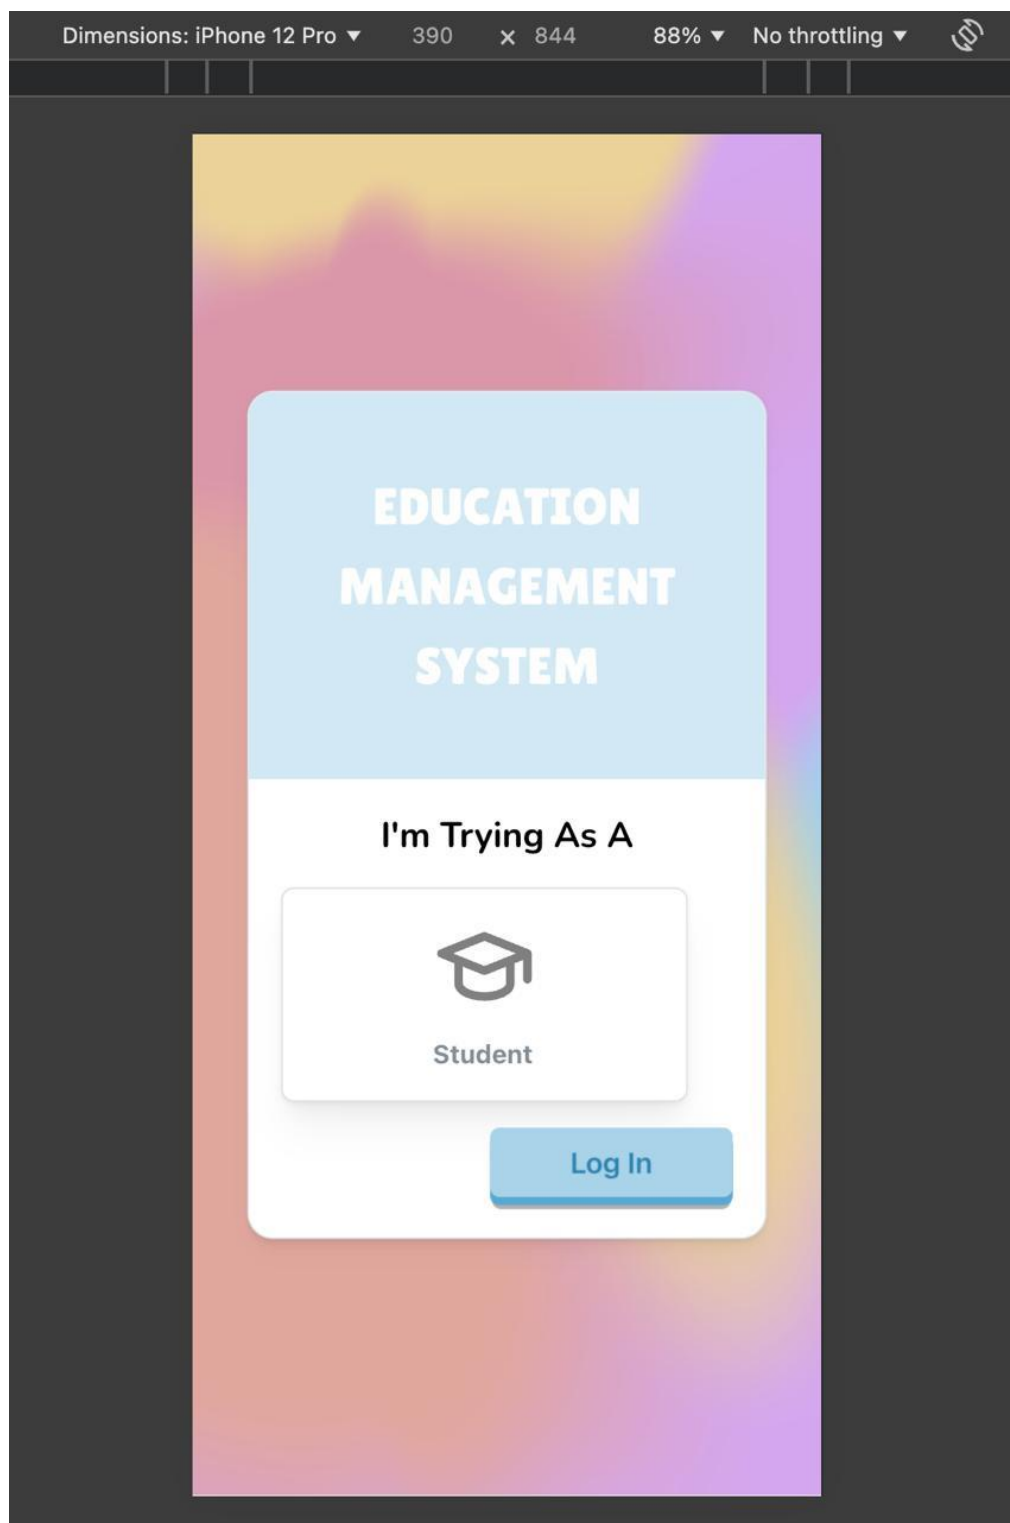 Dimensions: iPhone 12 Pro ▼ 390 × 844 88% ▼ No throttling ▼
EDUCATION
MANAGEMENT
SYSTEM
I'm Trying As A
Student
Log In